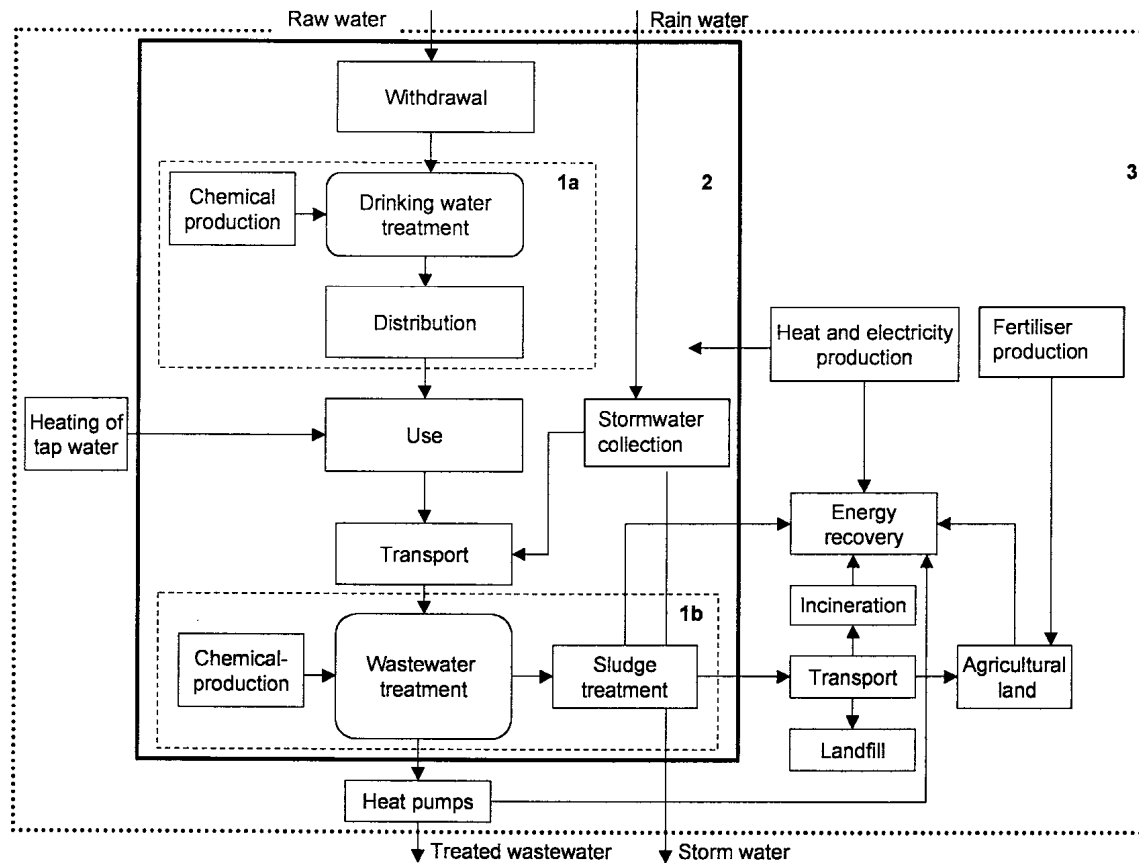 Raw water
Rain water
Withdrawal
1a
2
3
Chemical
production
Drinking water
treatment
Distribution
Heat and electricity
production
Fertiliser
production
Heating of
tap water
Use
Stormwater
collection
Transport
Energy
recovery
Incineration
1b
Chemical-
production
Wastewater
treatment
Sludge
treatment
Transport
Agricultural
land
Landfill
Heat pumps
Treated wastewater
Storm water